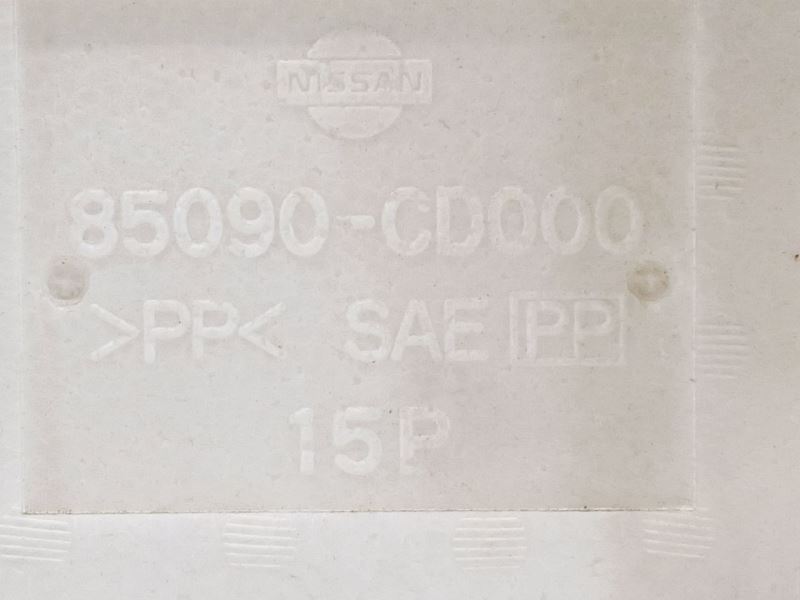 NISSAN
85090-CD000
>PP< SAE PP
15P